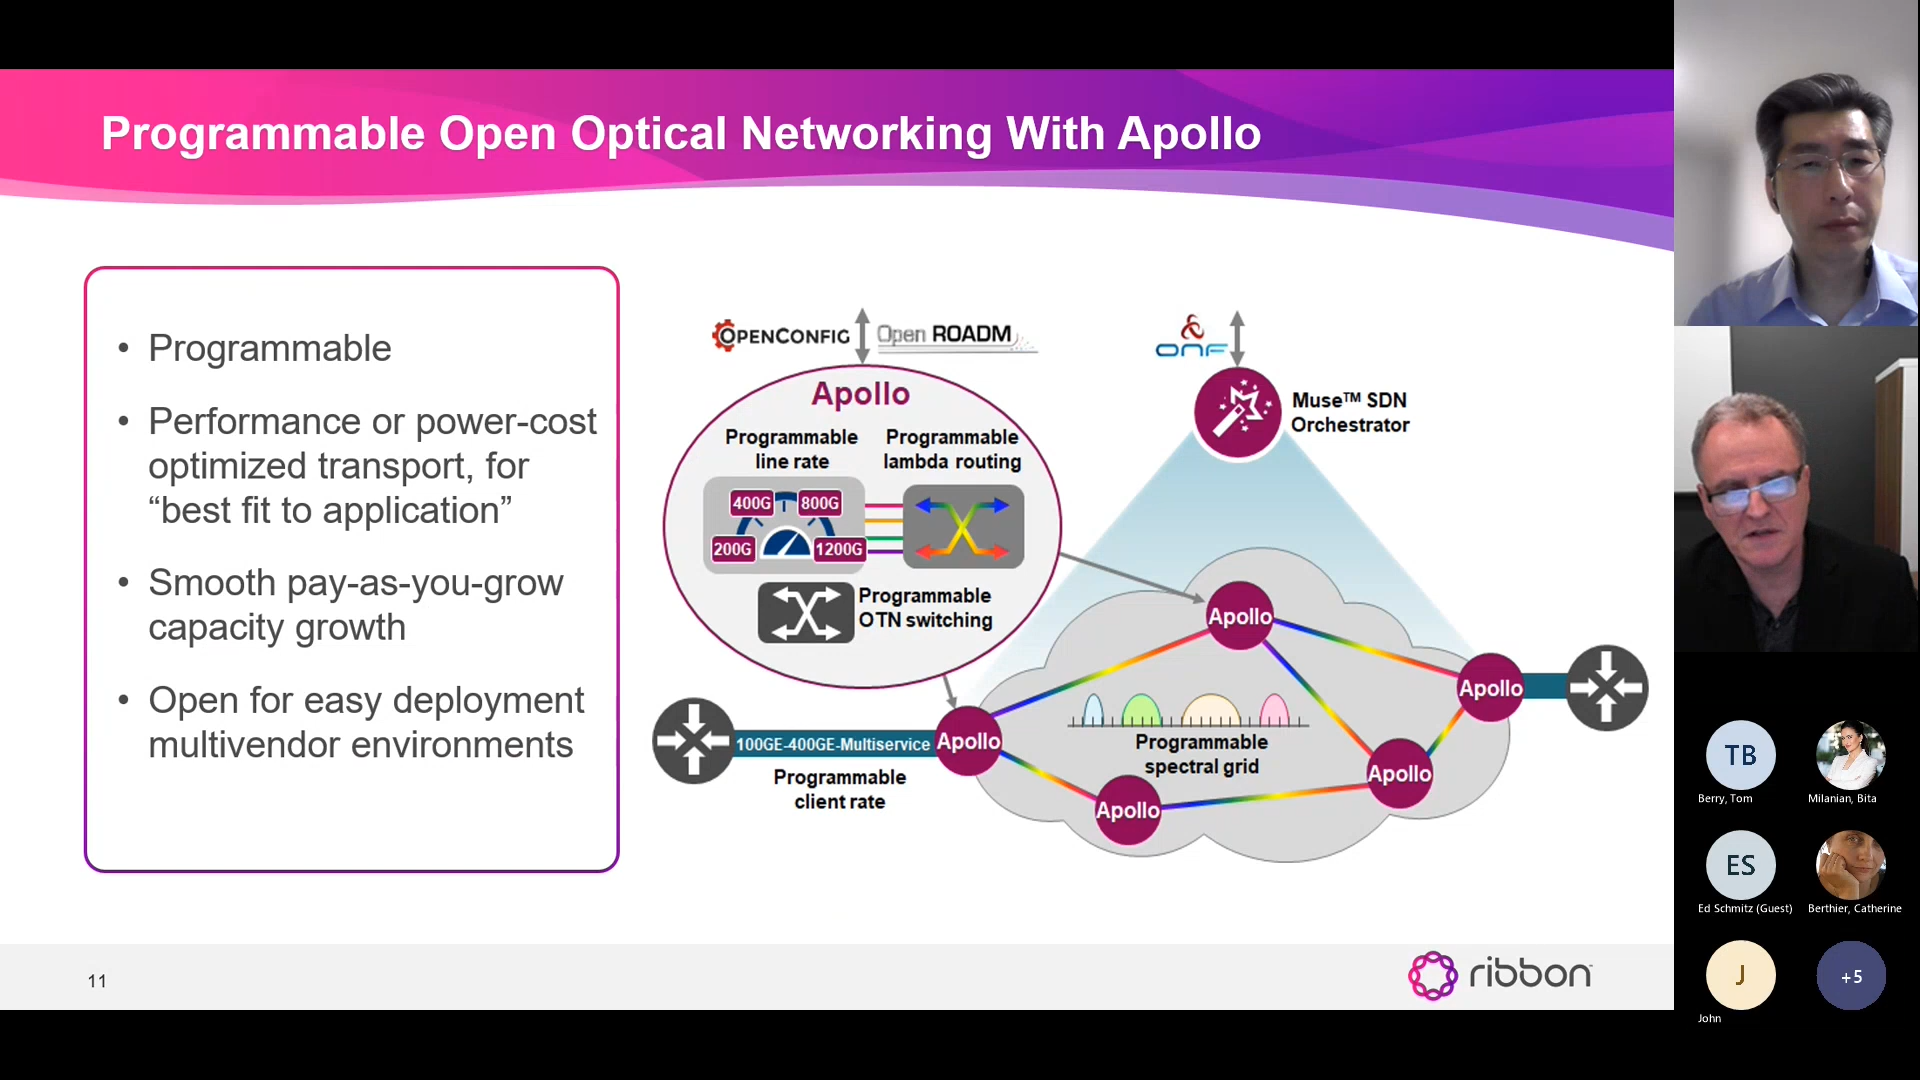 Programmable Open Optical Networking With Apollo
• Programmable
• Performance or power-cost
optimized transport, for
“best fit to application”
• Smooth pay-as-you-grow
capacity growth
• Open for easy deployment
multivendor environments
OPENCONFIG
Open ROADM
Apollo
Programmable
line rate
Programmable
lambda routing
400G
800G
200G
1200G
Programmable
OTN switching
ONF
Muse™ SDN
Orchestrator
Apollo
Apollo
100GE-400GE-Multiservice
Apollo
Programmable
client rate
Programmable
spectral grid
Apollo
Apollo
11
ribbon
TB
Berry, Tom
Milanian, Bita
ES
Ed Schmitz (Guest)
Berthier, Catherine
J
John
+5